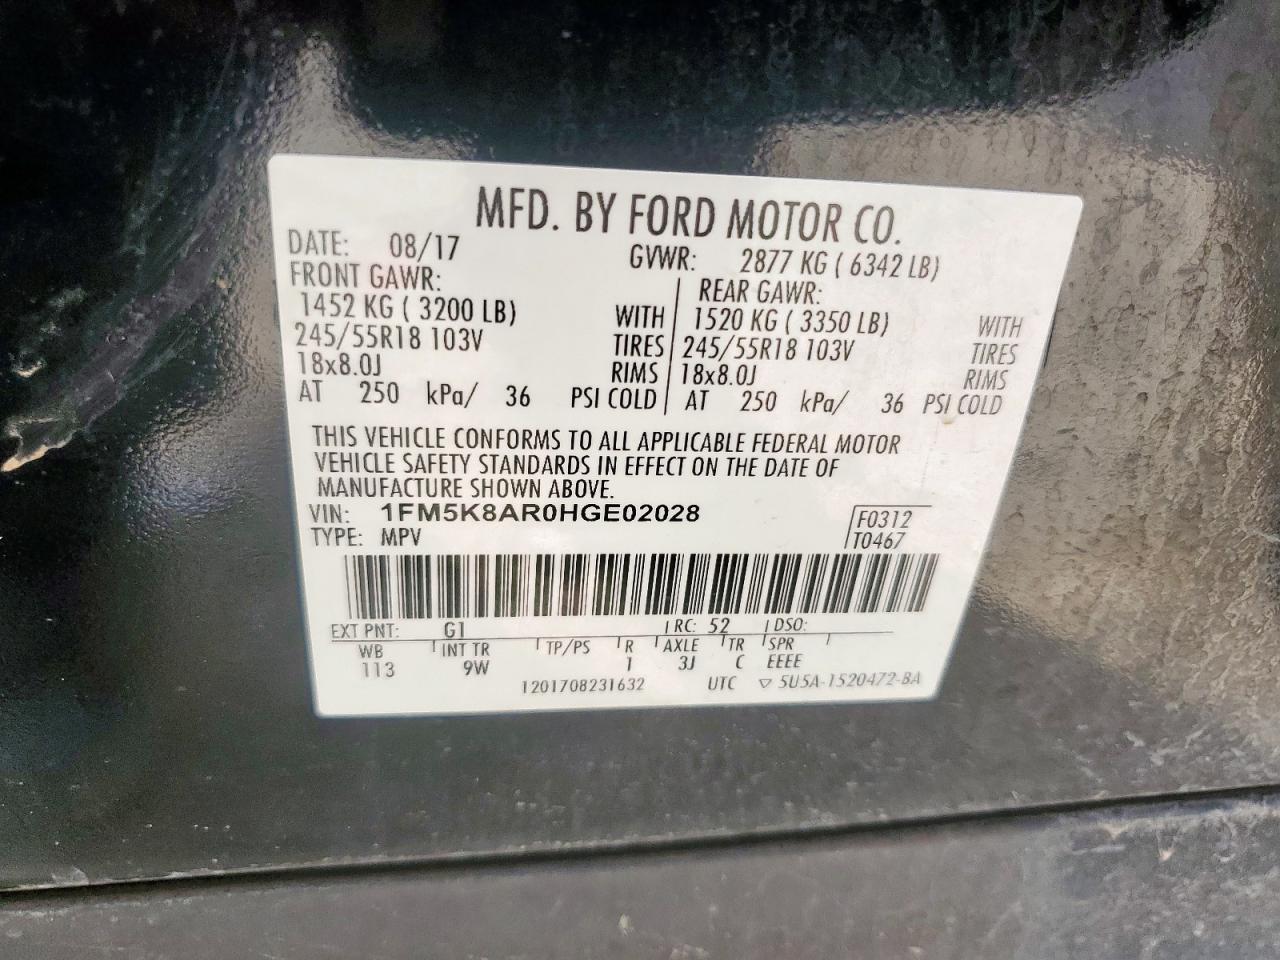 MFD. BY FORD MOTOR CO.
DATE: 08/17 GVWR: 2877 KG ( 6342 LB)
FRONT GAWR: REAR GAWR:
1452 KG ( 3200 LB) WITH 1520 KG ( 3350 LB) WITH
245/55R18 103V TIRES 245/55R18 103V TIRES
18x8.0J RIMS 18x8.0J RIMS
AT 250 kPa/ 36 PSI COLD AT 250 kPa/ 36 PSI COLD
THIS VEHICLE CONFORMS TO ALL APPLICABLE FEDERAL MOTOR
VEHICLE SAFETY STANDARDS IN EFFECT ON THE DATE OF
MANUFACTURE SHOWN ABOVE.
VIN: 1FM5K8AR0HGE02028 F0312
TYPE: MPV T0467
EXT PNT: G1 RC: 52 DSO:
WB INT TR TP/PS R AXLE TR SPR
113 9W 1 3J C EEEE
1201708231632 UTC ▽ 5U5A-1520472-BA